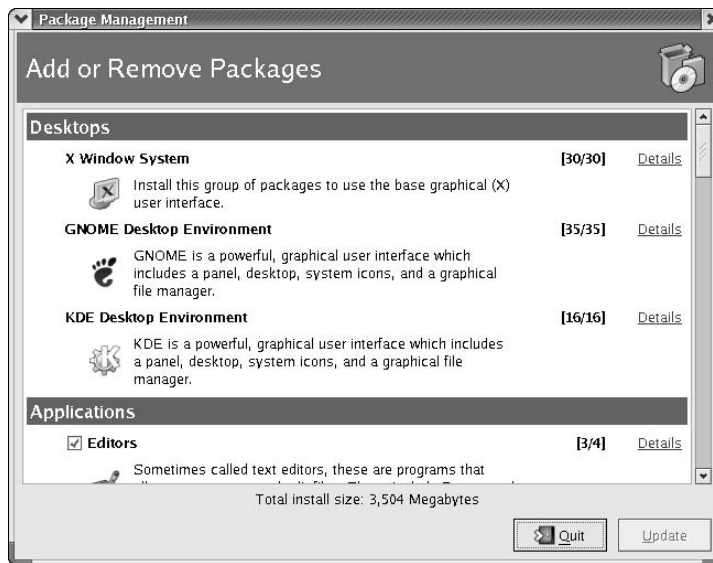 Package Management
Add or Remove Packages
Desktops
X Window System [30/30] Details
Install this group of packages to use the base graphical (X)
user interface.
GNOME Desktop Environment [35/35] Details
GNOME is a powerful, graphical user interface which
includes a panel, desktop, system icons, and a graphical
file manager.
KDE Desktop Environment [16/16] Details
KDE is a powerful, graphical user interface which includes
a panel, desktop, system icons, and a graphical file
manager.
Applications
Editors [3/4] Details
Sometimes called text editors, these are programs that
Total install size: 3,504 Megabytes
Quit Update